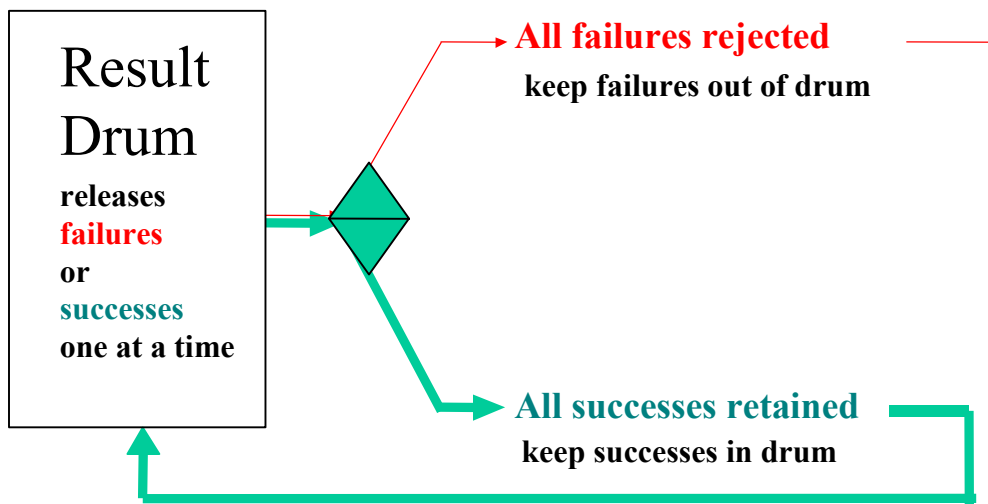 Result
Drum
releases
failures
or
successes
one at a time
All failures rejected
keep failures out of drum
All successes retained
keep successes in drum